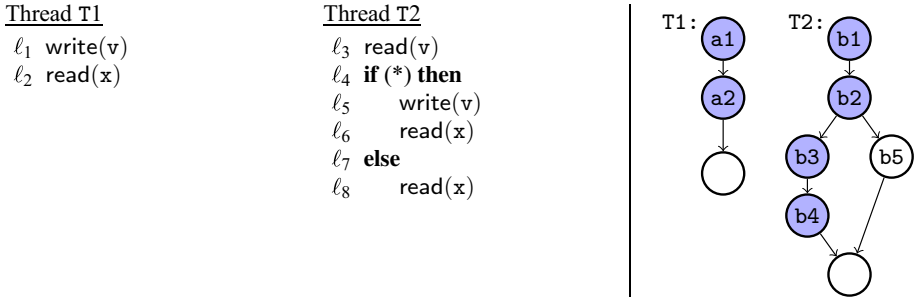 Thread T1
ℓ1 write(v)
ℓ2 read(x)
Thread T2
ℓ3 read(v)
ℓ4 if (*) then
ℓ5 write(v)
ℓ6 read(x)
ℓ7 else
ℓ8 read(x)
T1:
a1
a2
T2:
b1
b2
b3
b5
b4